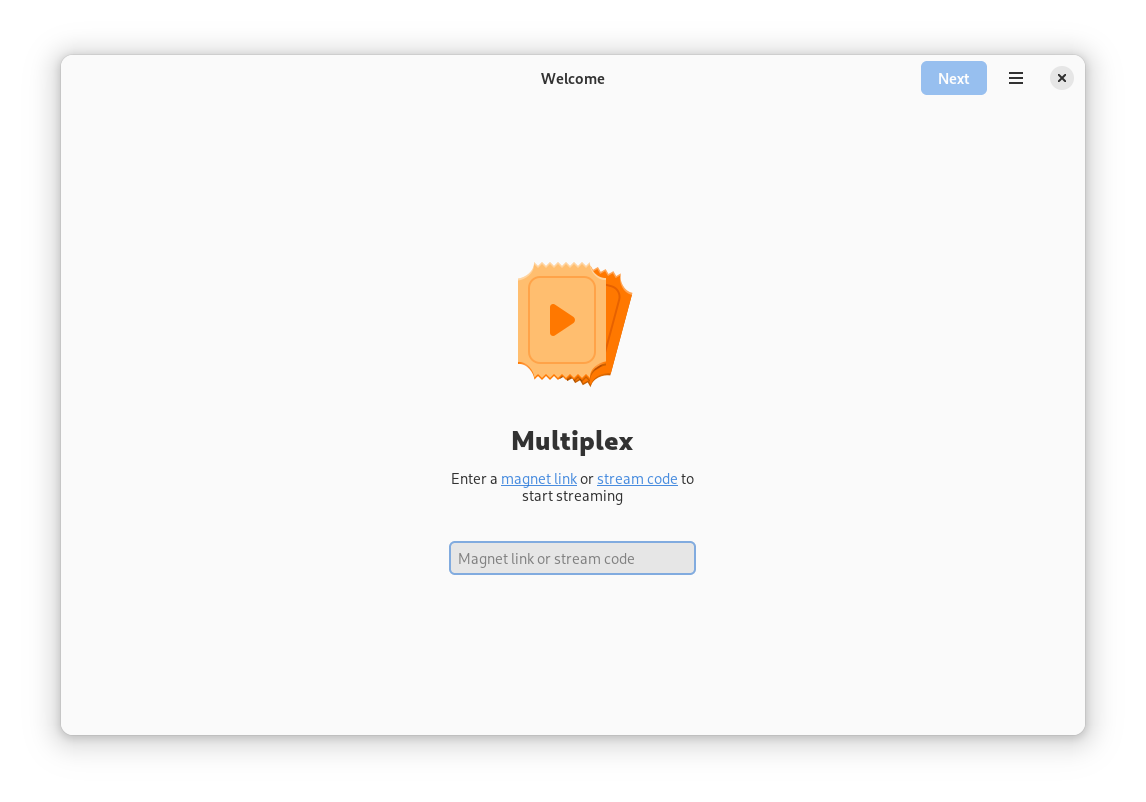 Welcome
Next
Multiplex
Enter a magnet link or stream code to
start streaming
Magnet link or stream code